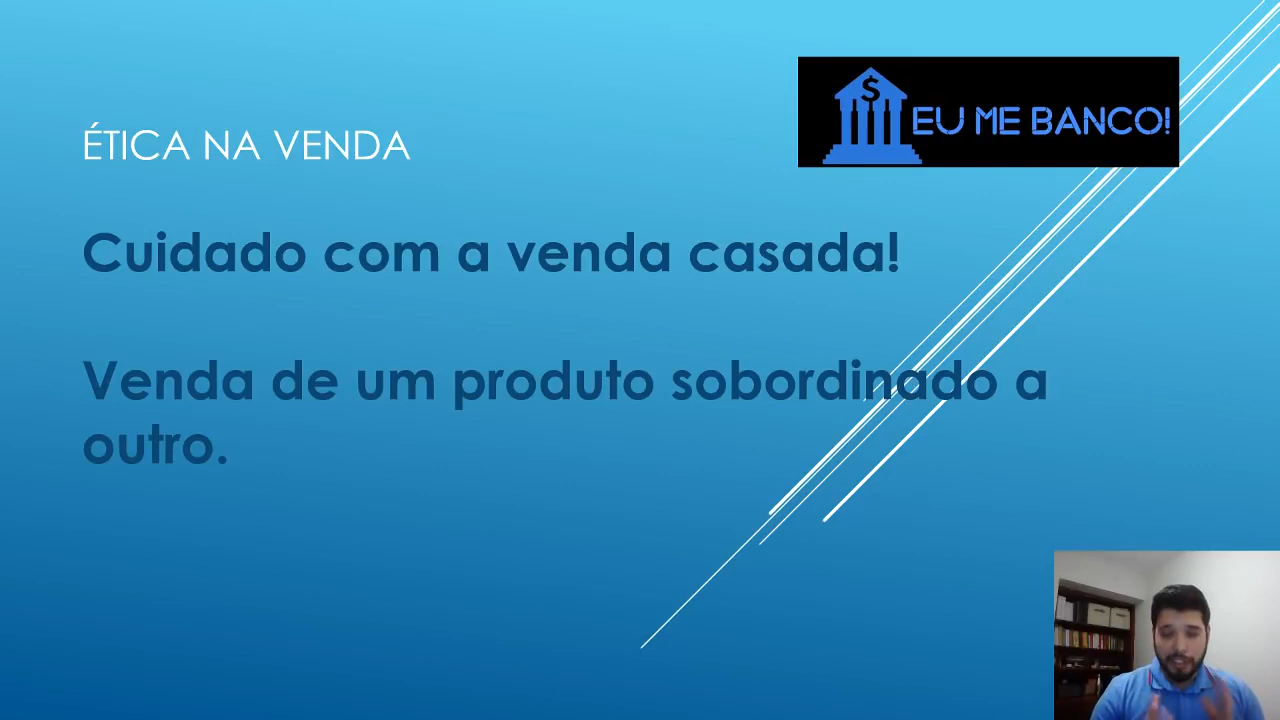 ÉTICA NA VENDA
$ EU ME BANCO!
Cuidado com a venda casada!
Venda de um produto sobordinado a
outro.